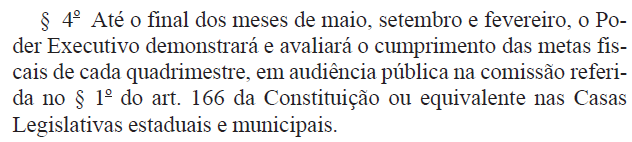 § 4º Até o final dos meses de maio, setembro e fevereiro, o Po-
der Executivo demonstrará e avaliará o cumprimento das metas fis-
cais de cada quadrimestre, em audiência pública na comissão referi-
da no § 1º do art. 166 da Constituição ou equivalente nas Casas
Legislativas estaduais e municipais.